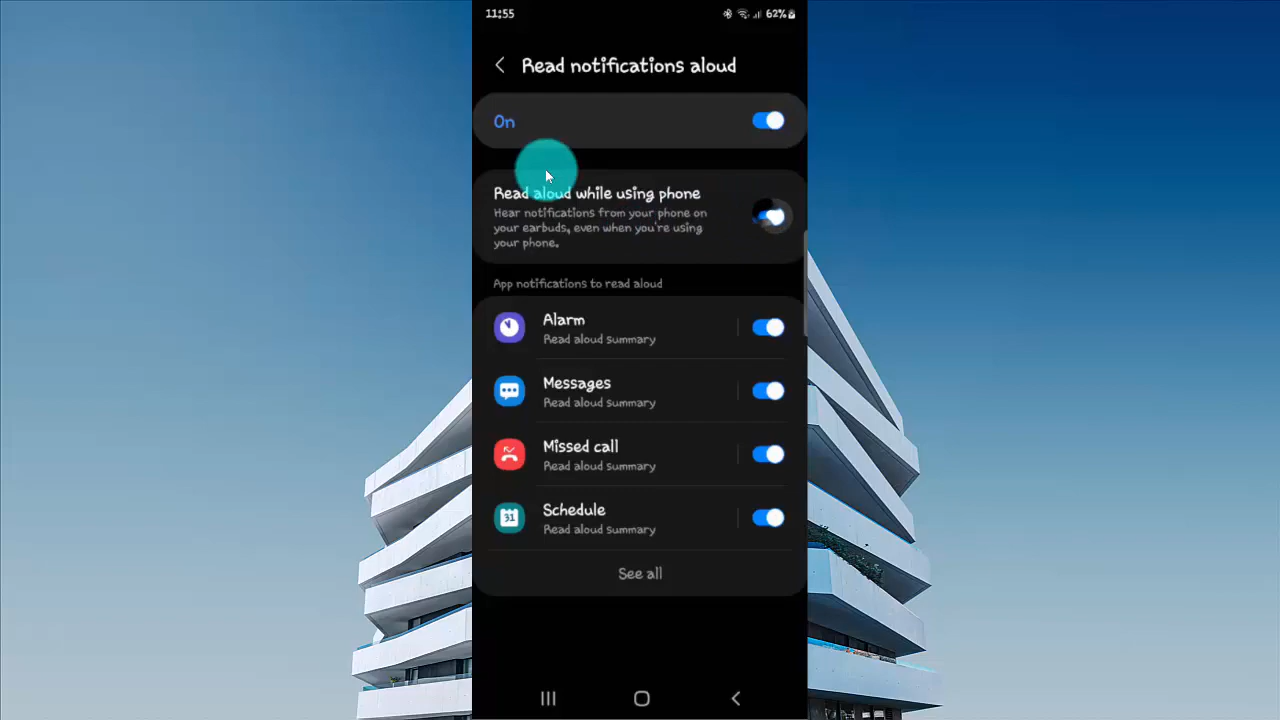 11:55
62%
Read notifications aloud
On
Read aloud while using phone
Hear notifications from your phone on
your earbuds, even when you're using
your phone.
App notifications to read aloud
Alarm
Read aloud summary
Messages
Read aloud summary
Missed call
Read aloud summary
31
Schedule
Read aloud summary
See all